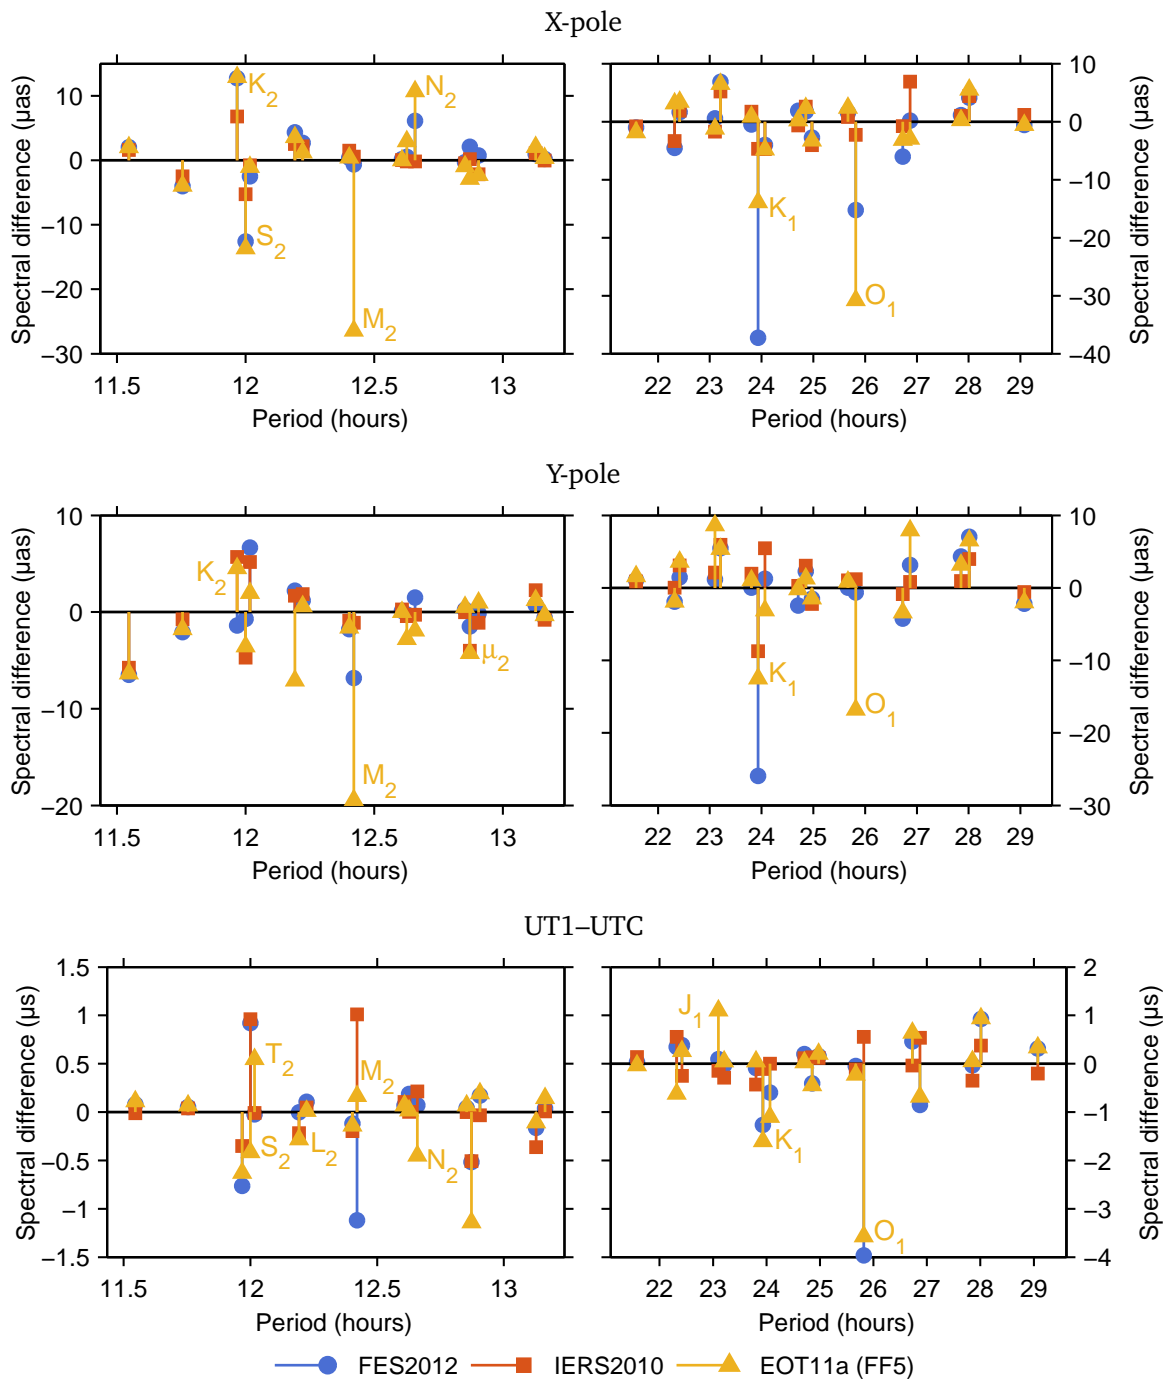 X-pole
Spectral difference (μas)
10
0
−10
−20
−30
K2
S2
N2
M2
11.5
12
12.5
13
Period (hours)
10
0
−10
−20
−30
−40
K1
O1
22
23
24
25
26
27
28
29
Period (hours)
Spectral difference (μas)
Y-pole
Spectral difference (μas)
10
0
−10
−20
K2
μ2
M2
11.5
12
12.5
13
Period (hours)
10
0
−10
−20
−30
K1
O1
22
23
24
25
26
27
28
29
Period (hours)
Spectral difference (μas)
UT1–UTC
Spectral difference (μs)
1.5
1
0.5
0
−0.5
−1
−1.5
T2
M2
S2
L2
N2
11.5
12
12.5
13
Period (hours)
2
1
0
−1
−2
−3
−4
J1
K1
O1
22
23
24
25
26
27
28
29
Period (hours)
Spectral difference (μs)
FES2012
IERS2010
EOT11a (FF5)